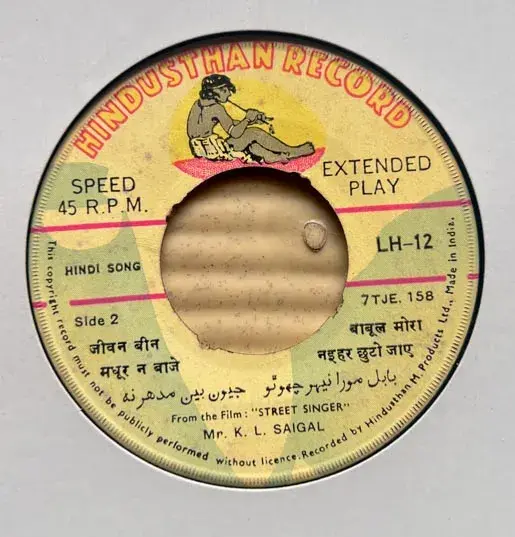 HINDUSTHAN RECORD
SPEED
45 R.P.M.
EXTENDED
PLAY
HINDI SONG
LH-12
Side 2
7TJE. 158
जीवन बीन
मधूर न बाजे
बाबूल मोरा
नइहर छुटो जाए
بابل مورا نیہر چھوٹو جیون بین مدھر نہ
From the Film: "STREET SINGER"
Mr. K. L. SAIGAL
This copyright record must not be publicly performed without licence. Recorded by Hindusthan M. Products Ltd., Made in India.